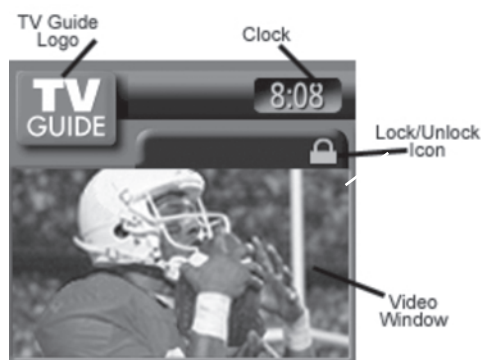 TV Guide
Logo
Clock
TV
GUIDE
8:08
Lock/Unlock
Icon
Video
Window